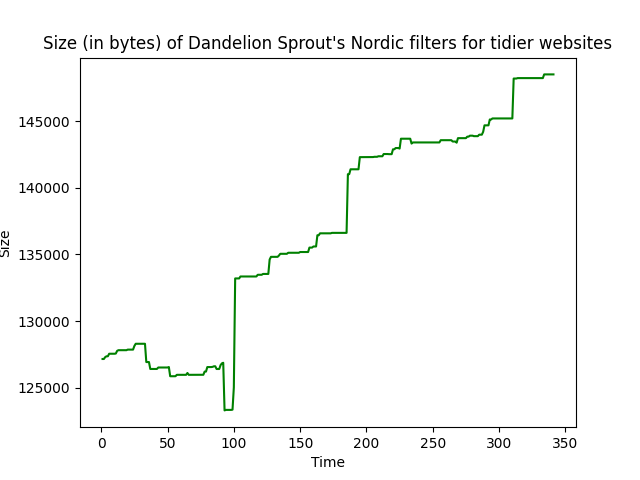 Size (in bytes) of Dandelion Sprout's Nordic filters for tidier websites
145000
140000
135000
130000
125000
Size
0 50 100 150 200 250 300 350
Time